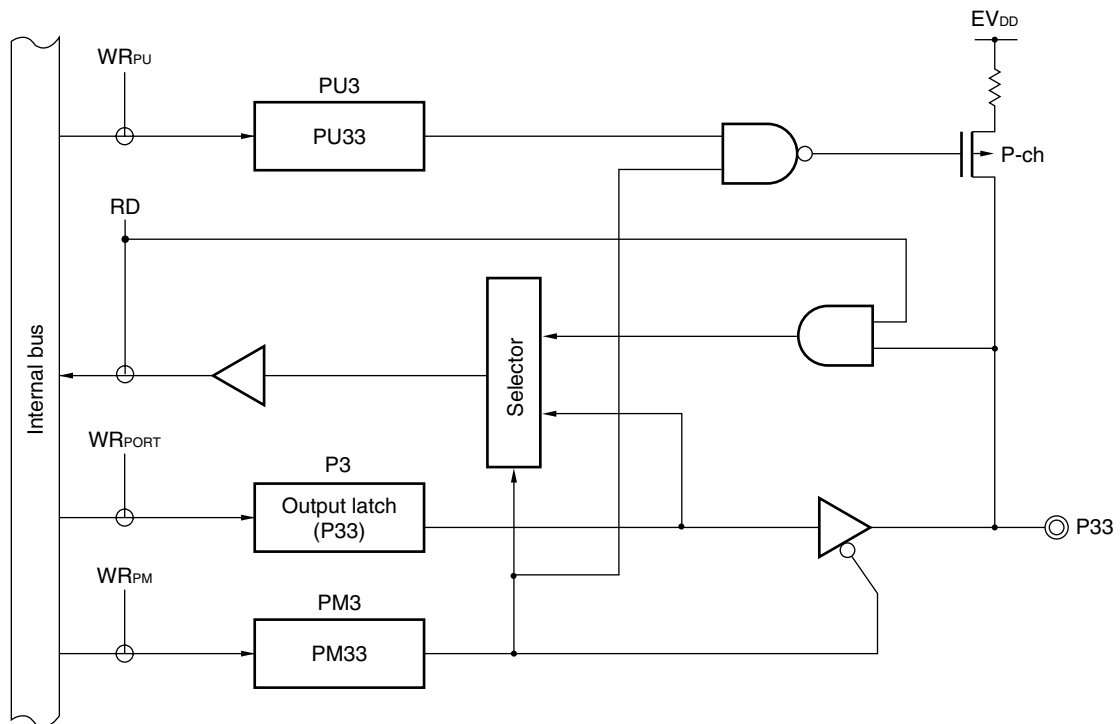 EVDD
WRPU
PU3
PU33
P-ch
RD
Internal bus
Selector
WRPORT
P3
Output latch
(P33)
P33
WRPM
PM3
PM33